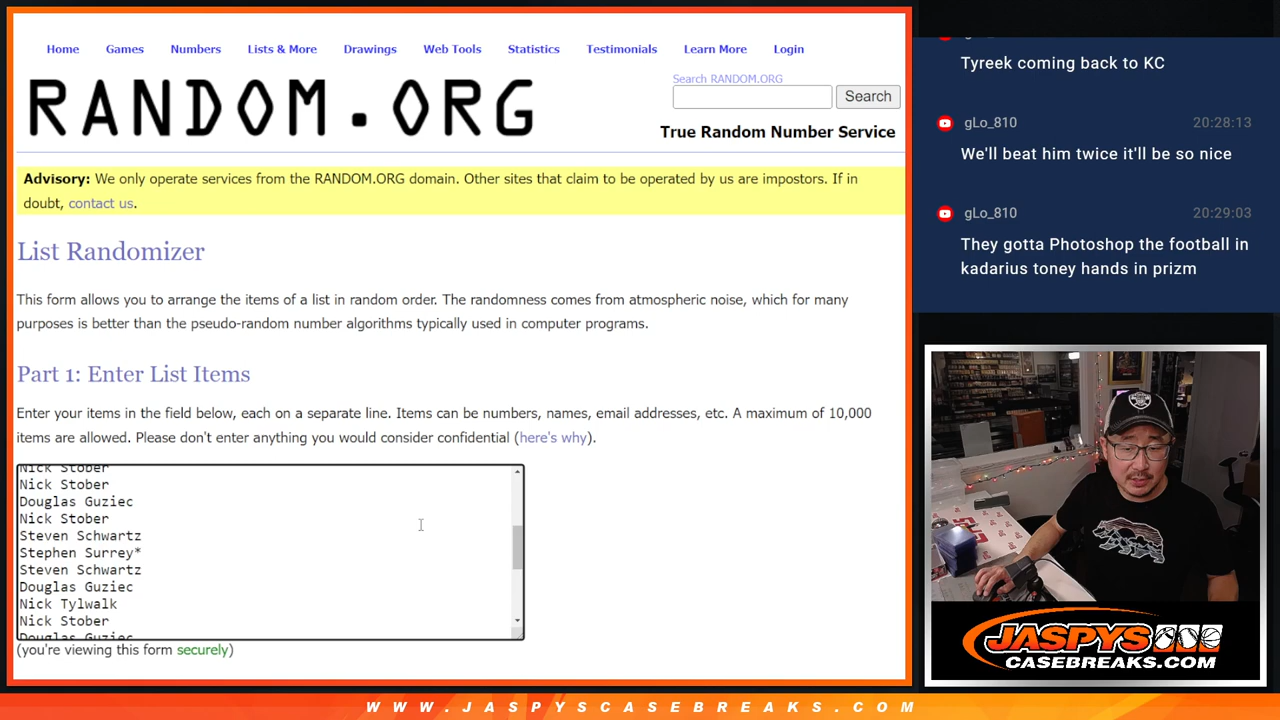 Home Games Numbers Lists & More Drawings Web Tools Statistics Testimonials Learn More Login
RANDOM.ORG
Search RANDOM.ORG
Search
True Random Number Service
Advisory: We only operate services from the RANDOM.ORG domain. Other sites that claim to be operated by us are impostors. If in
doubt, contact us.
List Randomizer
This form allows you to arrange the items of a list in random order. The randomness comes from atmospheric noise, which for many
purposes is better than the pseudo-random number algorithms typically used in computer programs.
Part 1: Enter List Items
Enter your items in the field below, each on a separate line. Items can be numbers, names, email addresses, etc. A maximum of 10,000
items are allowed. Please don't enter anything you would consider confidential (here's why).
Nick Stober
Nick Stober
Douglas Guziec
Nick Stober
Steven Schwartz
Stephen Surrey*
Steven Schwartz
Douglas Guziec
Nick Tylwalk
Nick Stober
Douglas Guziec
(you're viewing this form securely)
Tyreek coming back to KC
gLo_810 20:28:13
We'll beat him twice it'll be so nice
gLo_810 20:29:03
They gotta Photoshop the football in
kadarius toney hands in prizm
JASPYS
CASEBREAKS.COM
WWW.JASPYSCASEBREAKS.COM